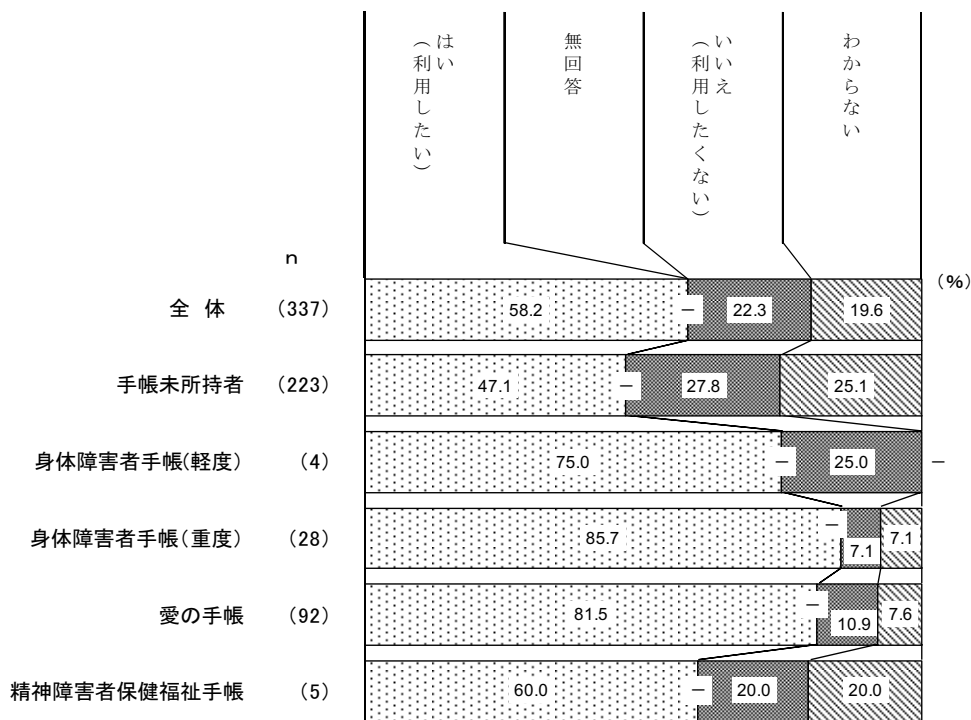 はい
（利用したい）
無回答
いいえ
（利用したくない）
わからない
n
(%)
全 体 (337) 58.2 － 22.3 19.6
手帳未所持者 (223) 47.1 － 27.8 25.1
身体障害者手帳(軽度) (4) 75.0 － 25.0 －
身体障害者手帳(重度) (28) 85.7 － 7.1 7.1
愛の手帳 (92) 81.5 － 10.9 7.6
精神障害者保健福祉手帳 (5) 60.0 － 20.0 20.0